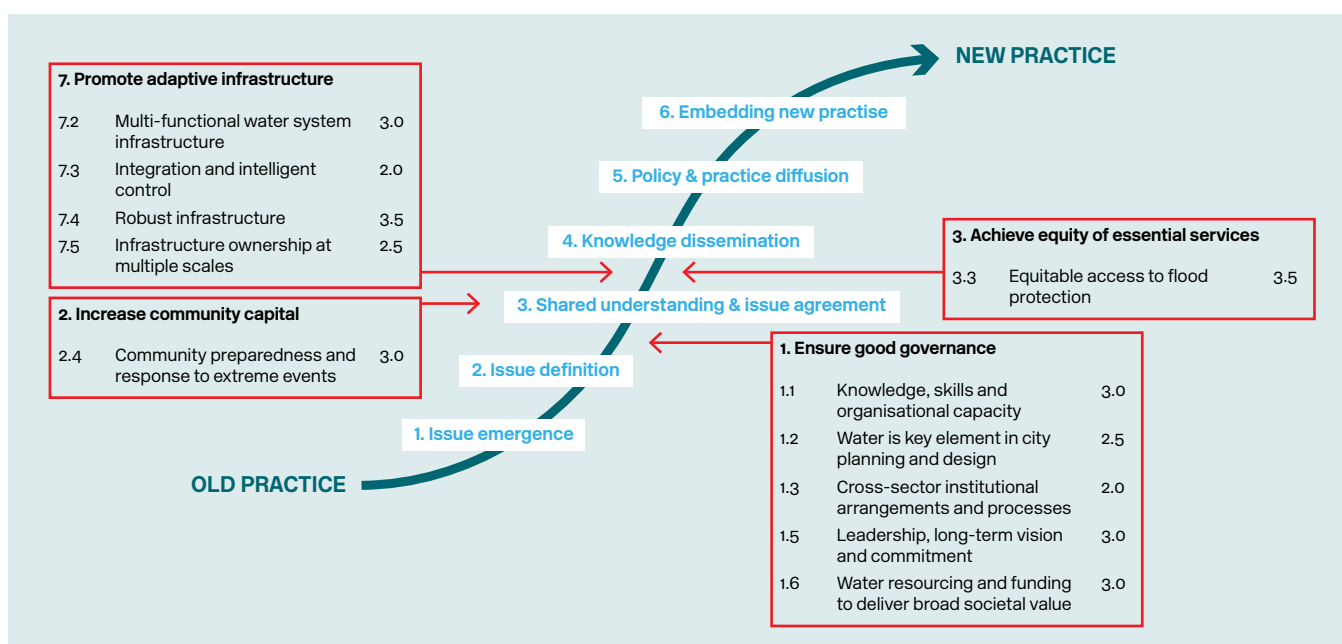 NEW PRACTICE
7. Promote adaptive infrastructure
7.2 Multi-functional water system 3.0
infrastructure
7.3 Integration and intelligent 2.0
control
7.4 Robust infrastructure 3.5
7.5 Infrastructure ownership at 2.5
multiple scales
2. Increase community capital
2.4 Community preparedness and 3.0
response to extreme events
6. Embedding new practise
5. Policy & practice diffusion
4. Knowledge dissemination
3. Shared understanding & issue agreement
2. Issue definition
1. Issue emergence
OLD PRACTICE
3. Achieve equity of essential services
3.3 Equitable access to flood 3.5
protection
1. Ensure good governance
1.1 Knowledge, skills and 3.0
organisational capacity
1.2 Water is key element in city 2.5
planning and design
1.3 Cross-sector institutional 2.0
arrangements and processes
1.5 Leadership, long-term vision 3.0
and commitment
1.6 Water resourcing and funding 3.0
to deliver broad societal value